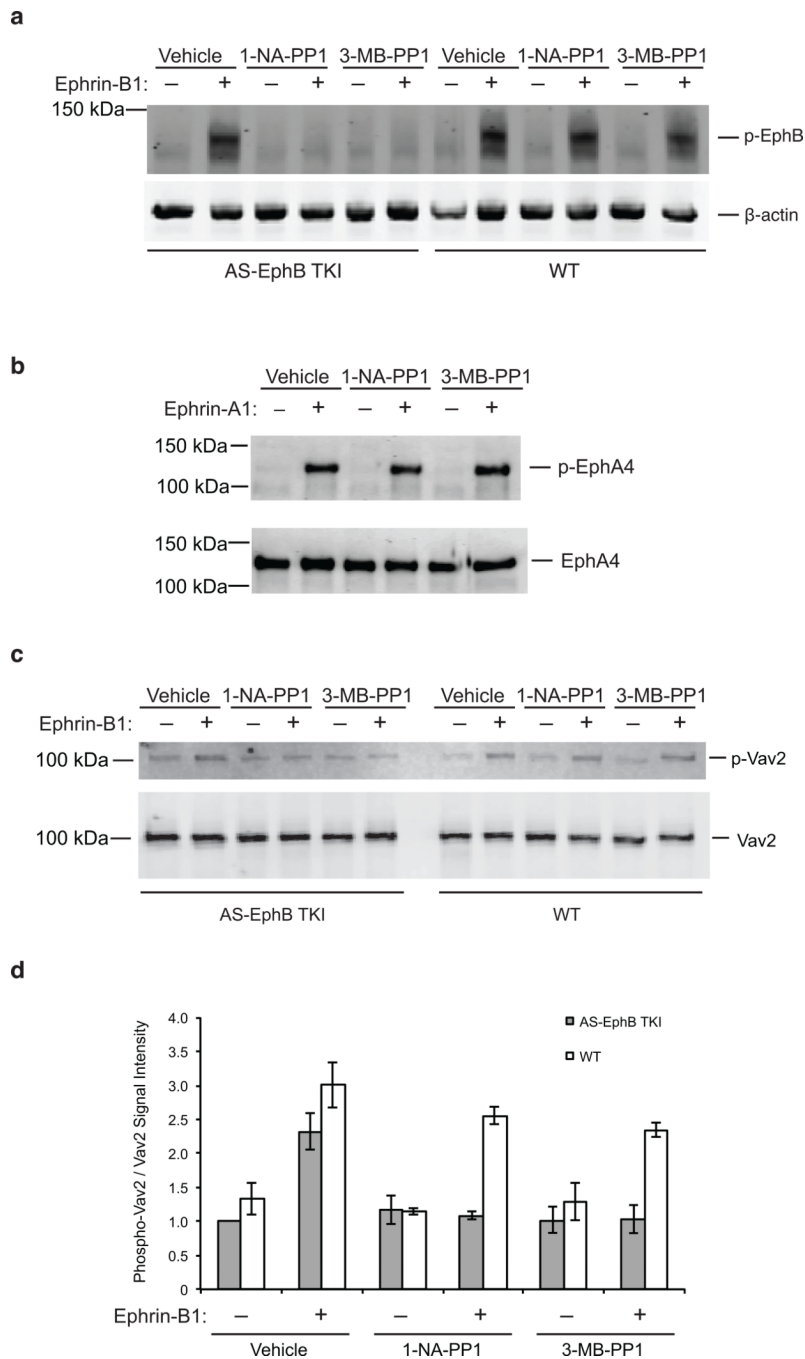 a
Vehicle 1-NA-PP1 3-MB-PP1 Vehicle 1-NA-PP1 3-MB-PP1
Ephrin-B1: – + – + – + – + – + – +
150 kDa
p-EphB
β-actin
AS-EphB TKI WT
b
Vehicle 1-NA-PP1 3-MB-PP1
Ephrin-A1: – + – + – +
150 kDa
p-EphA4
100 kDa
150 kDa
EphA4
100 kDa
c
Vehicle 1-NA-PP1 3-MB-PP1 Vehicle 1-NA-PP1 3-MB-PP1
Ephrin-B1: – + – + – + – + – + – +
100 kDa p-Vav2
100 kDa Vav2
AS-EphB TKI WT
d
Phospho-Vav2 / Vav2 Signal Intensity
4.0
3.5
3.0
2.5
2.0
1.5
1.0
0.5
0
AS-EphB TKI
WT
Ephrin-B1: – + – + – +
Vehicle 1-NA-PP1 3-MB-PP1